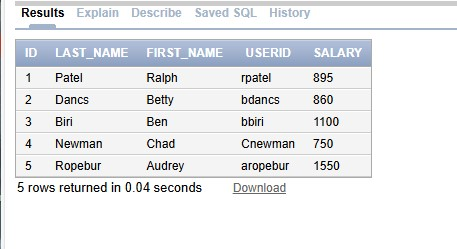 Results Explain Describe Saved SQL History
ID LAST_NAME FIRST_NAME USERID SALARY
1 Patel Ralph rpatel 895
2 Dancs Betty bdancs 860
3 Biri Ben bbiri 1100
4 Newman Chad Cnewman 750
5 Ropebur Audrey aropebur 1550
5 rows returned in 0.04 seconds Download